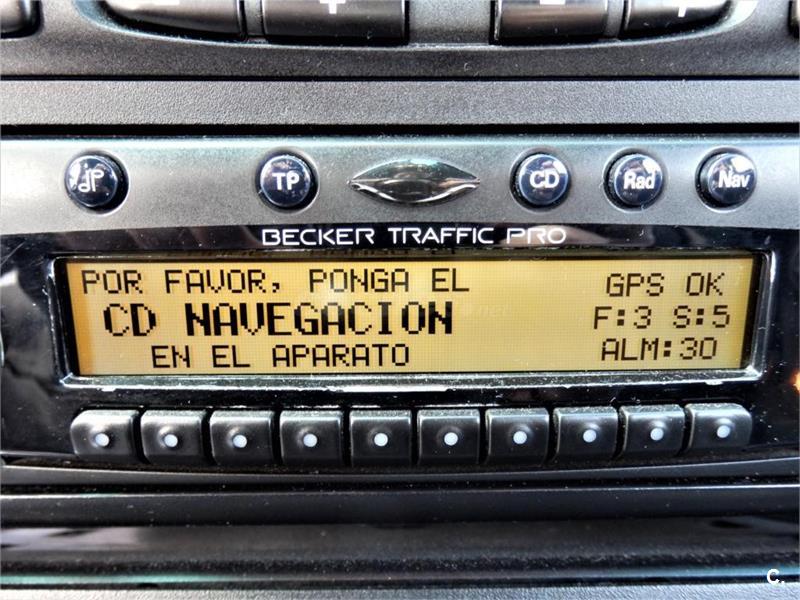 TP
CD
Rad
Nav
BECKER TRAFFIC PRO
POR FAVOR, PONGA EL
CD NAVEGACION
EN EL APARATO
GPS OK
F:3 S:5
ALM:30
C.